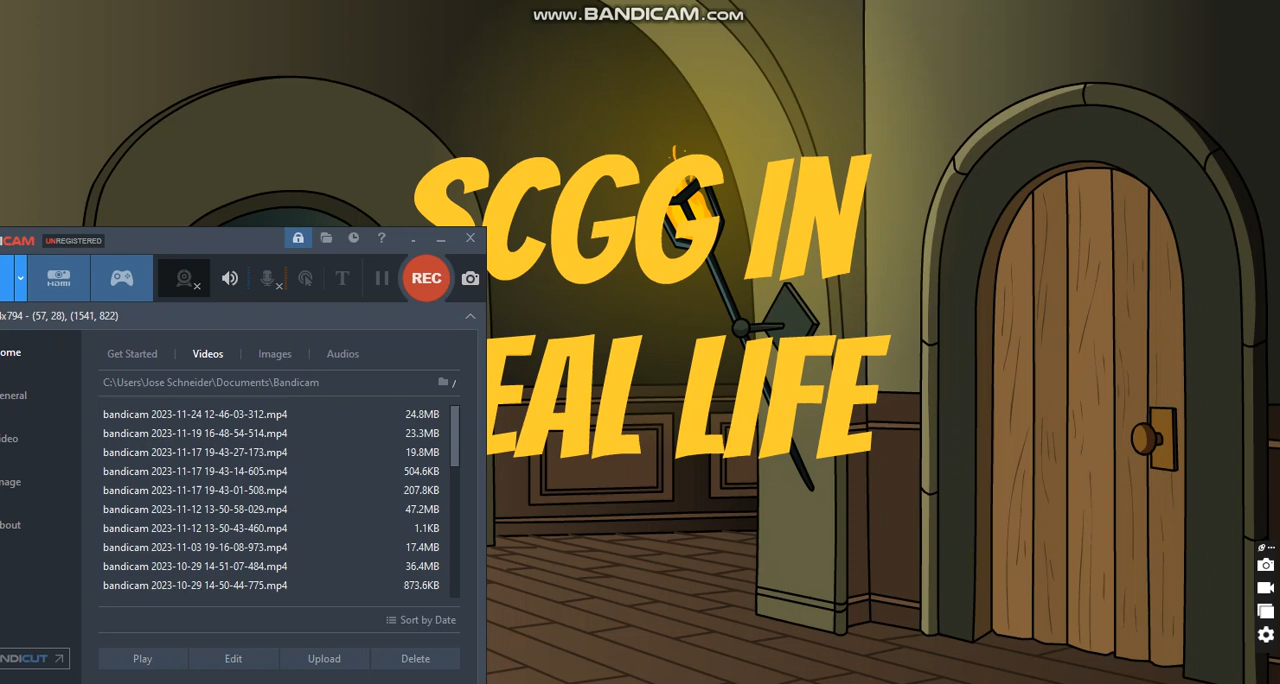 www.BANDICAM.com
SCGG IN
EAL LIFE
ICAM UNREGISTERED
HDMI
REC
x794 - (57, 28), (1541, 822)
ome
eneral
ideo
mage
bout
NDICUT
Get Started | Videos | Images | Audios
C:\Users\Jose Schneider\Documents\Bandicam
bandicam 2023-11-24 12-46-03-312.mp4 24.8MB
bandicam 2023-11-19 16-48-54-514.mp4 23.3MB
bandicam 2023-11-17 19-43-27-173.mp4 19.8MB
bandicam 2023-11-17 19-43-14-605.mp4 504.6KB
bandicam 2023-11-17 19-43-01-508.mp4 207.8KB
bandicam 2023-11-12 13-50-58-029.mp4 47.2MB
bandicam 2023-11-12 13-50-43-460.mp4 1.1KB
bandicam 2023-11-03 19-16-08-973.mp4 17.4MB
bandicam 2023-10-29 14-51-07-484.mp4 36.4MB
bandicam 2023-10-29 14-50-44-775.mp4 873.6KB
Sort by Date
Play Edit Upload Delete